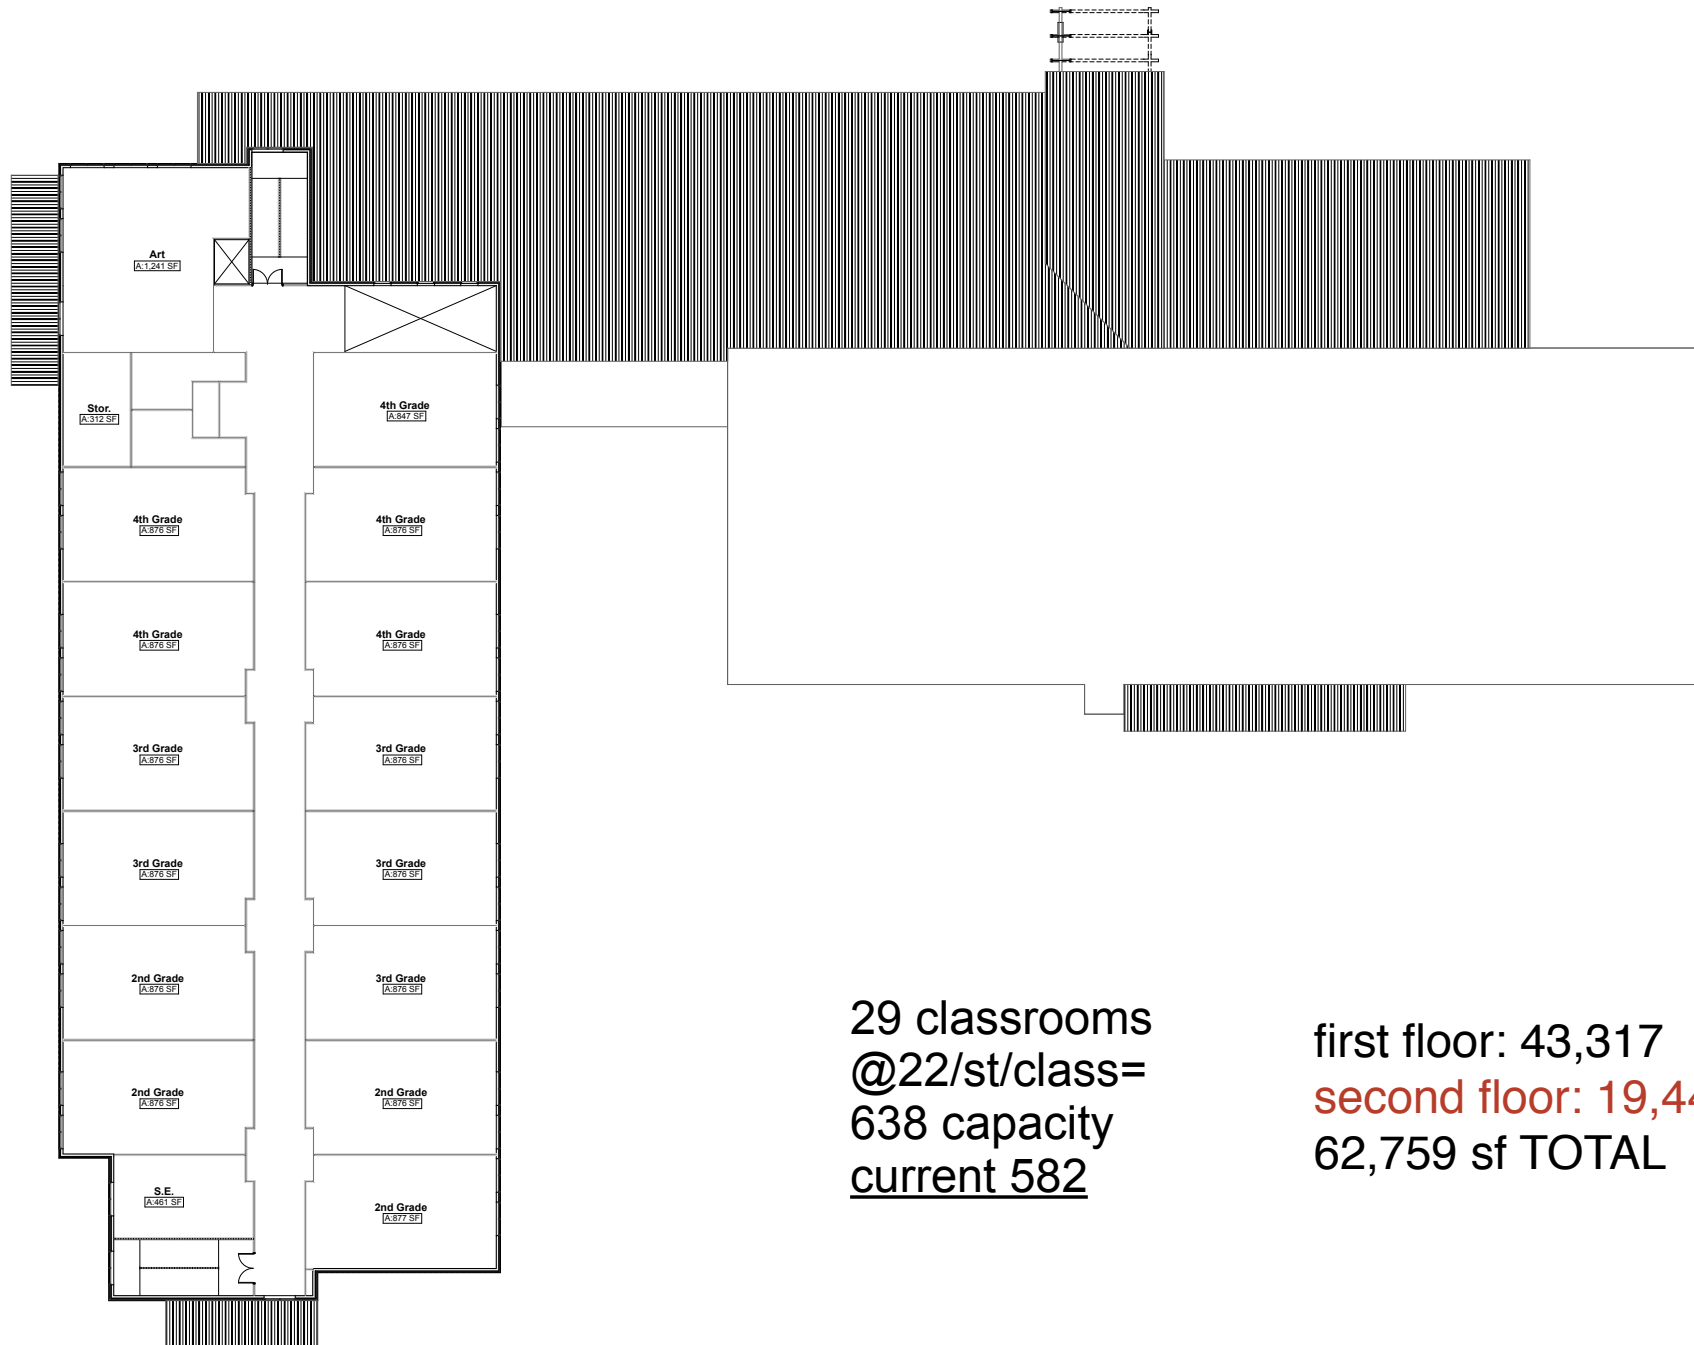 Art
A:1,241 SF
Stor.
A:312 SF
4th Grade
A:847 SF
4th Grade
A:876 SF
4th Grade
A:876 SF
4th Grade
A:876 SF
4th Grade
A:876 SF
3rd Grade
A:876 SF
3rd Grade
A:876 SF
3rd Grade
A:876 SF
3rd Grade
A:876 SF
2nd Grade
A:876 SF
3rd Grade
A:876 SF
2nd Grade
A:876 SF
2nd Grade
A:876 SF
S.E.
A:461 SF
2nd Grade
A:877 SF
29 classrooms
@22/st/class=
638 capacity
current 582
first floor: 43,317
second floor: 19,44
62,759 sf TOTAL